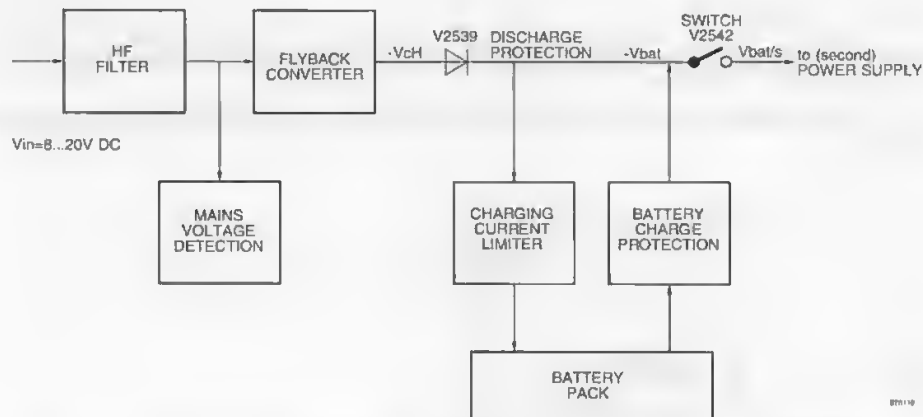 HF
FILTER
FLYBACK
CONVERTER
-VcH
V2539
DISCHARGE
PROTECTION
-Vbat
SWITCH
V2542
Vbat/s
to (second)
POWER SUPPLY
Vin=8...20V DC
MAINS
VOLTAGE
DETECTION
CHARGING
CURRENT
LIMITER
BATTERY
CHARGE
PROTECTION
BATTERY
PACK